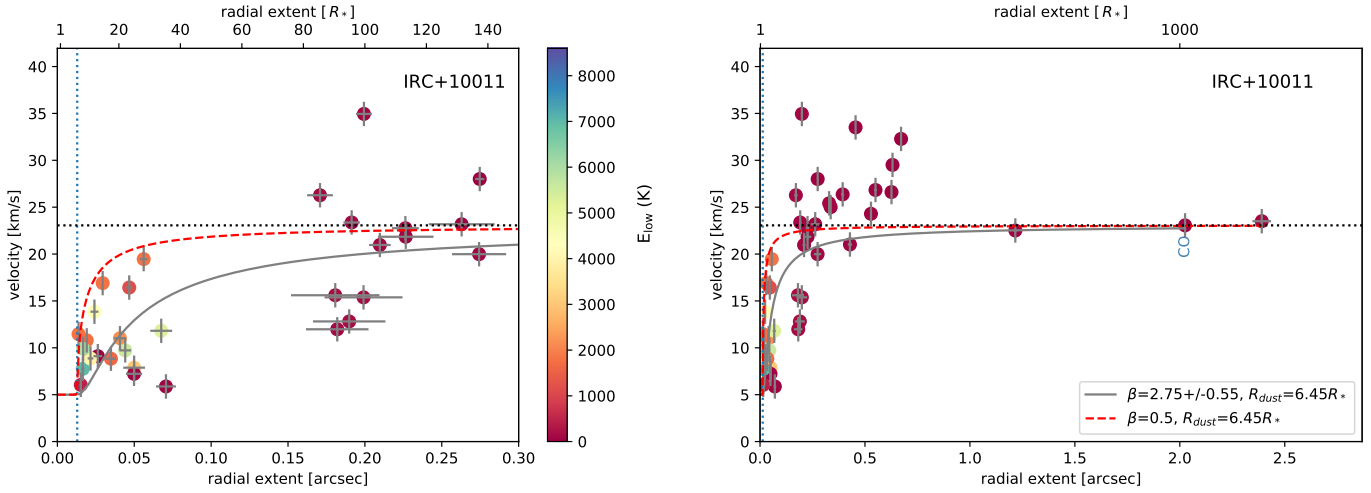 radial extent [R*]
1 20 40 60 80 100 120 140
IRC+10011
velocity [km/s]
40
35
30
25
20
15
10
5
0
0.00 0.05 0.10 0.15 0.20 0.25 0.30
radial extent [arcsec]
8000
7000
6000
5000
4000
3000
2000
1000
0
E_low (K)
radial extent [R*]
1 1000
IRC+10011
velocity [km/s]
40
35
30
25
20
15
10
5
0
CO
β=2.75+/-0.55, R_dust=6.45R*
β=0.5, R_dust=6.45R*
0.0 0.5 1.0 1.5 2.0 2.5
radial extent [arcsec]